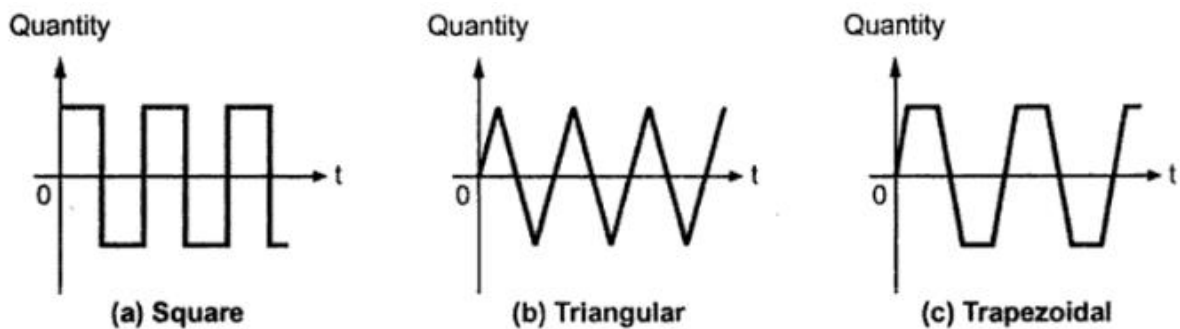 Quantity
0
t
(a) Square
Quantity
0
t
(b) Triangular
Quantity
0
t
(c) Trapezoidal